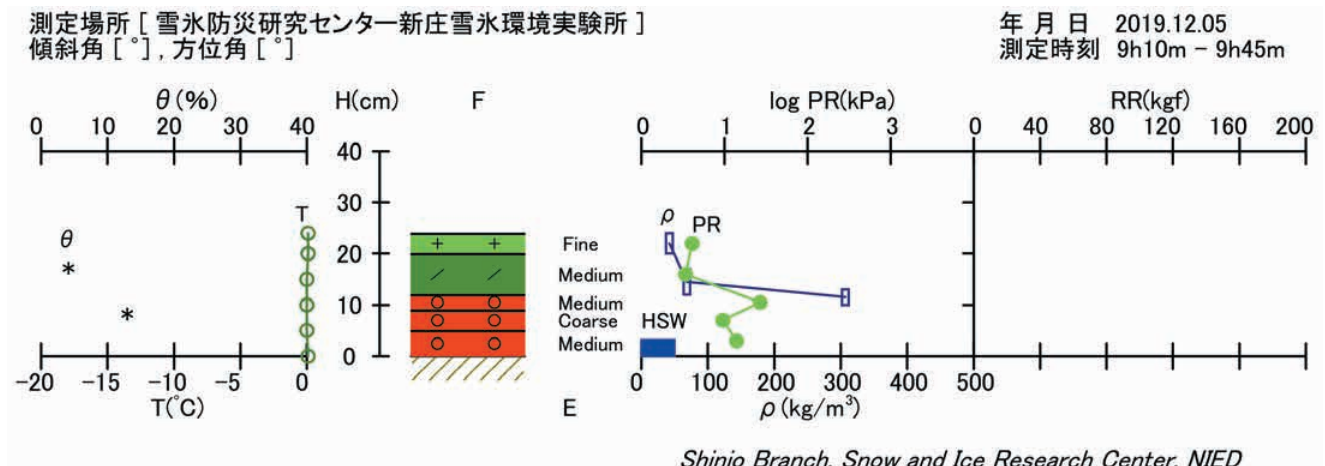 測定場所 [ 雪氷防災研究センター新庄雪氷環境実験所 ]
傾斜角 [ °] , 方位角 [ °]
年 月 日 2019.12.05
測定時刻 9h10m - 9h45m
θ(%) H(cm) F log PR(kPa) RR(kgf)
0 10 20 30 40 0 1 2 3 0 40 80 120 160 200
40
30
T ρ PR
θ Fine
20
* Medium
10 Medium
* Coarse HSW
Medium
0
-20 -15 -10 -5 0 0 100 200 300 400 500
T(°C) E ρ(kg/m³)
Shinjo Branch, Snow and Ice Research Center, NIED